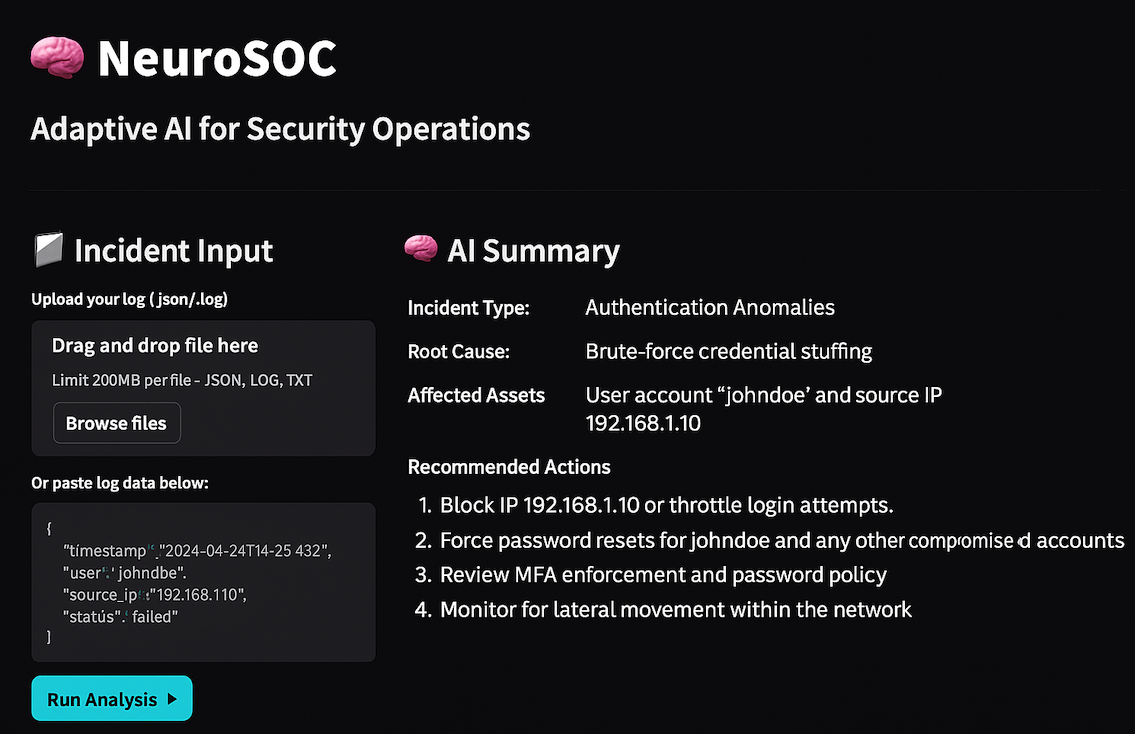 NeuroSOC
Adaptive AI for Security Operations
Incident Input
Upload your log ( json/.log)
Drag and drop file here
Limit 200MB per file - JSON, LOG, TXT
Browse files
Or paste log data below:
{
"timestamp“."2024-04-24T14-25 432",
"user": ' johndbe".
"source_ip“:"192.168.110",
"status".‘ failed"
]
Run Analysis ▶
AI Summary
Incident Type: Authentication Anomalies
Root Cause: Brute-force credential stuffing
Affected Assets User account “johndoe’ and source IP
192.168.1.10
Recommended Actions
1. Block IP 192.168.1.10 or throttle login attempts.
2. Force password resets for johndoe and any other compromised accounts
3. Review MFA enforcement and password policy
4. Monitor for lateral movement within the network